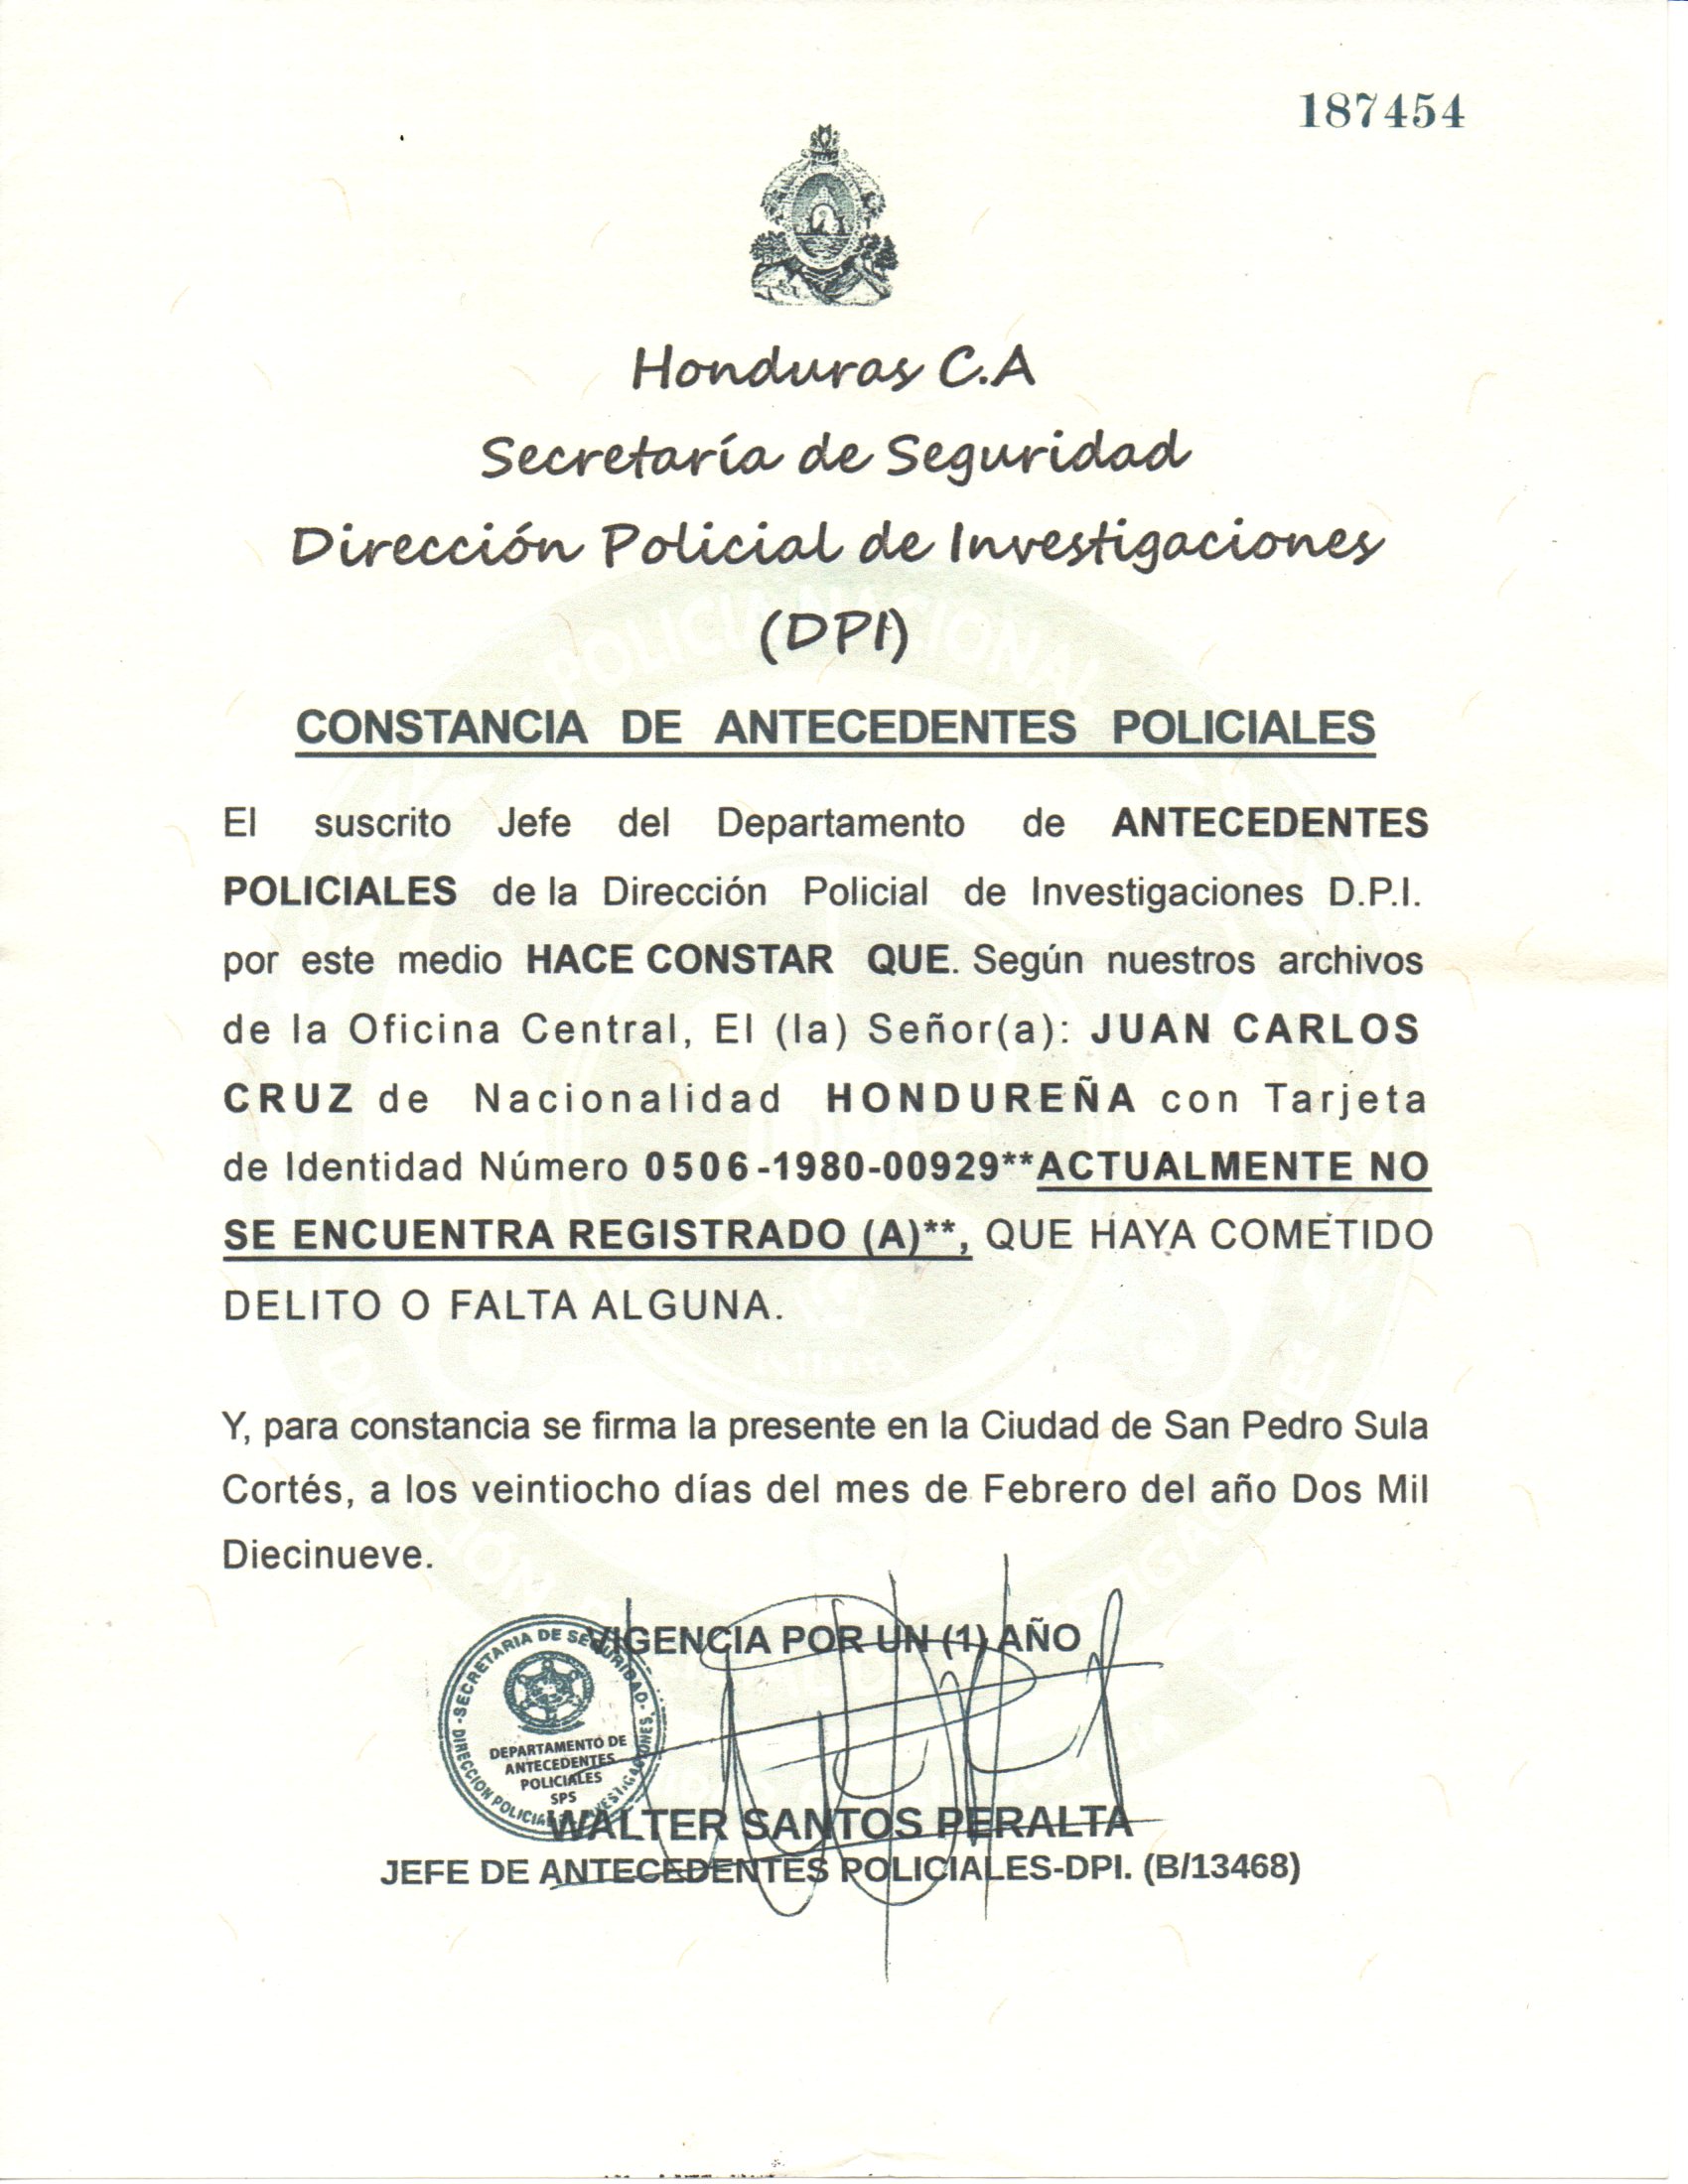 187454
Honduras C.A
Secretaría de Seguridad
Dirección Policial de Investigaciones
(DPI)
POLICIA NACIONAL
CONSTANCIA DE ANTECEDENTES POLICIALES
El suscrito Jefe del Departamento de ANTECEDENTES
POLICIALES de la Dirección Policial de Investigaciones D.P.I.
por este medio HACE CONSTAR QUE. Según nuestros archivos
de la Oficina Central, El (la) Señor(a): JUAN CARLOS
CRUZ de Nacionalidad HONDUREÑA con Tarjeta
de Identidad Número 0506-1980-00929**ACTUALMENTE NO
SE ENCUENTRA REGISTRADO (A)**, QUE HAYA COMETIDO
DELITO O FALTA ALGUNA.
Y, para constancia se firma la presente en la Ciudad de San Pedro Sula
Cortés, a los veintiocho días del mes de Febrero del año Dos Mil
Diecinueve.
VIGENCIA POR UN (1) AÑO
-SECRETARIA DE SEGURIDAD-
DEPARTAMENTO DE
ANTECEDENTES
POLICIALES
SPS
DIRECCION POLICIAL DE INVESTIGACIONES
WALTER SANTOS PERALTA
JEFE DE ANTECEDENTES POLICIALES-DPI. (B/13468)